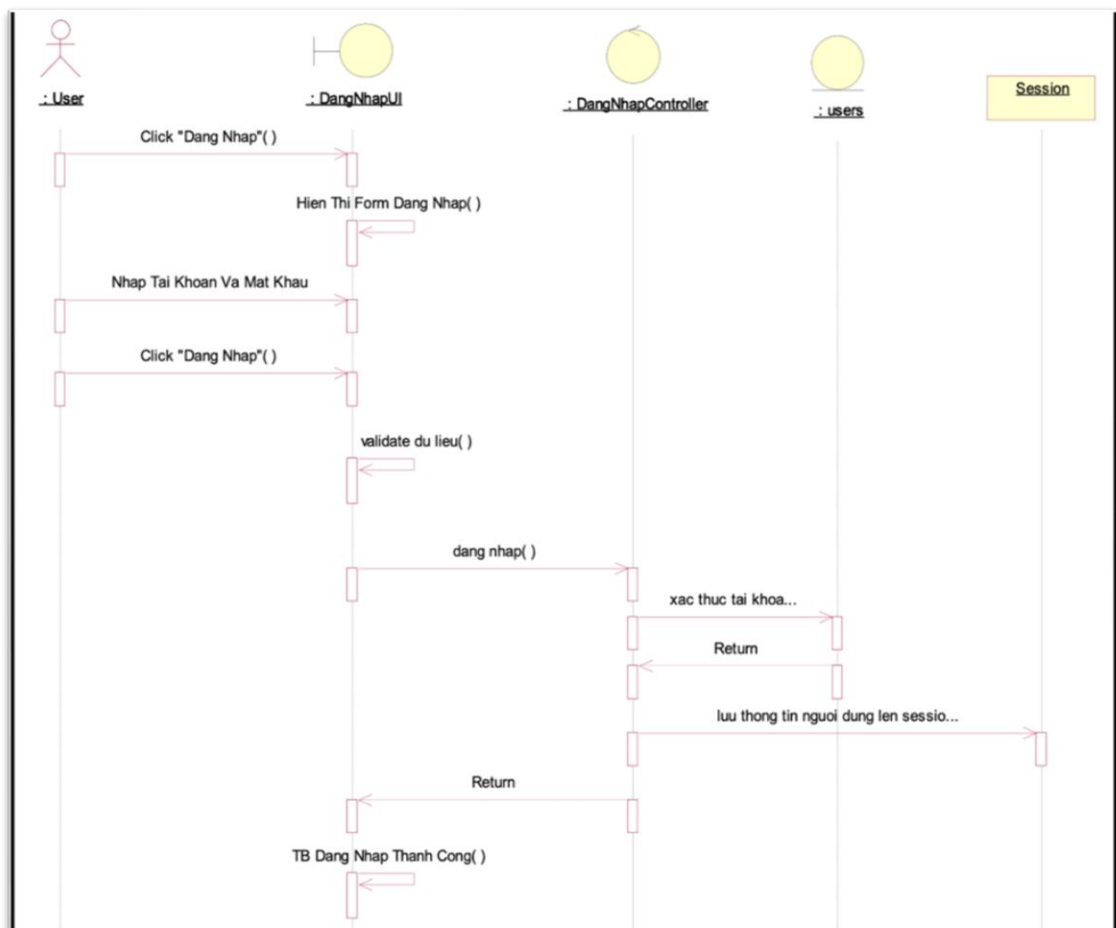 : User
: DangNhapUI
: DangNhapController
: users
Session
Click "Dang Nhap"( )
Hien Thi Form Dang Nhap( )
Nhap Tai Khoan Va Mat Khau
Click "Dang Nhap"( )
validate du lieu( )
dang nhap( )
xac thuc tai khoa...
Return
luu thong tin nguoi dung len sessio...
Return
TB Dang Nhap Thanh Cong( )